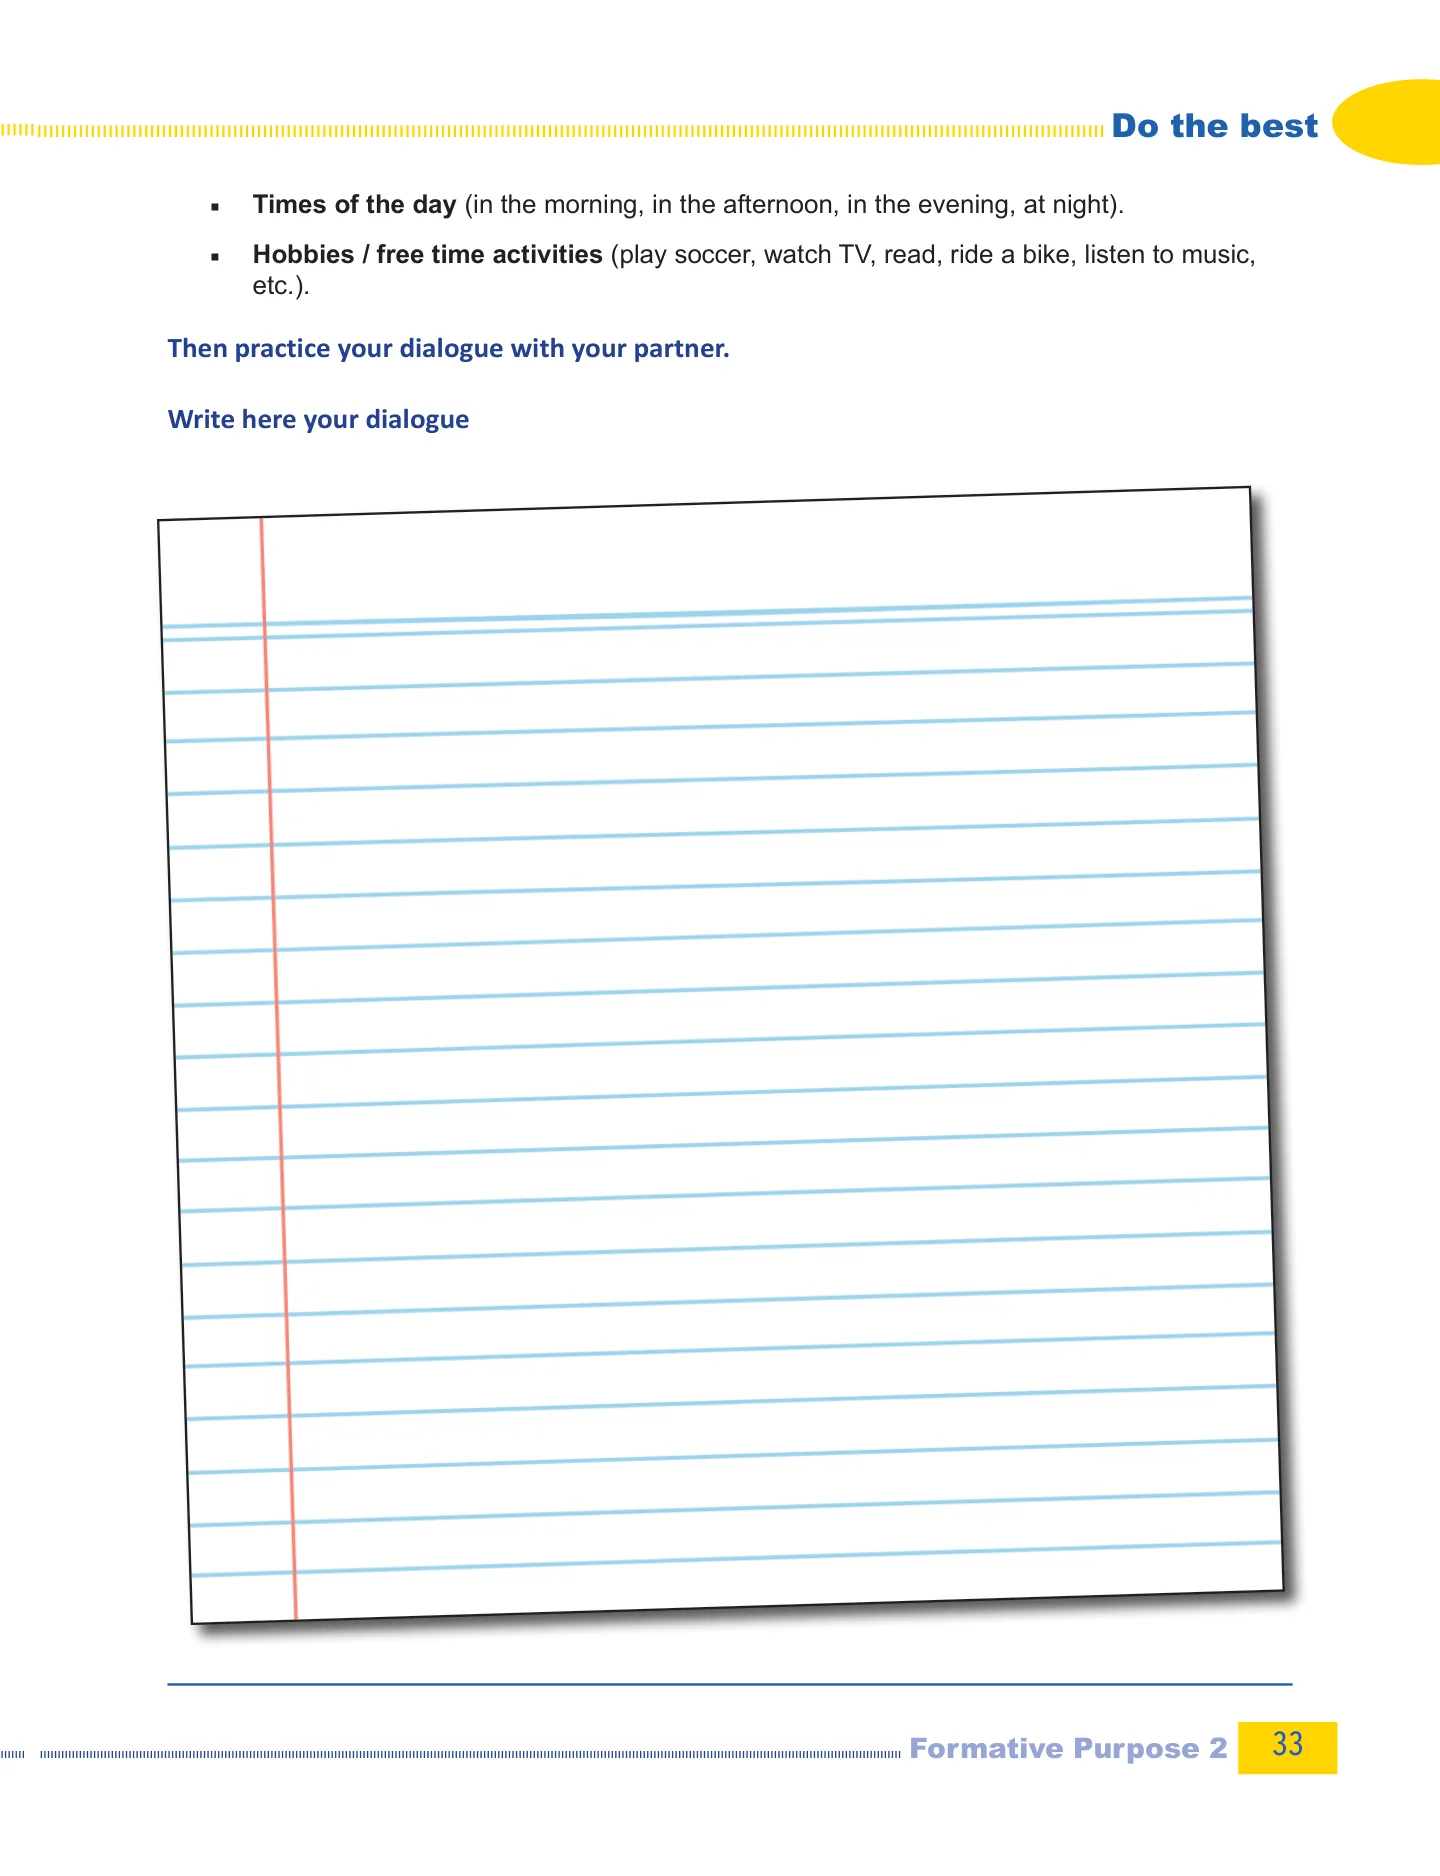 Do the best
▪ Times of the day (in the morning, in the afternoon, in the evening, at night).
▪ Hobbies / free time activities (play soccer, watch TV, read, ride a bike, listen to music,
etc.).
Then practice your dialogue with your partner.
Write here your dialogue
Formative Purpose 2
33